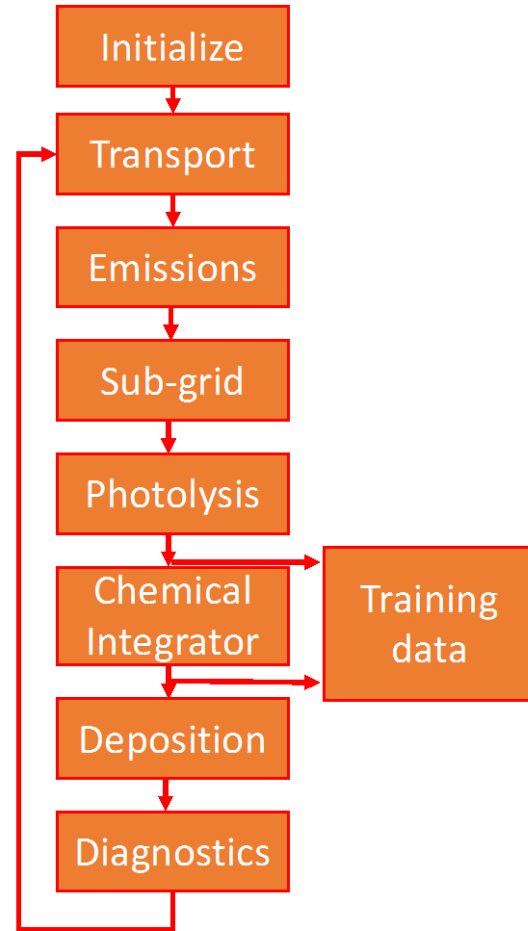 Initialize
Transport
Emissions
Sub-grid
Photolysis
Chemical
Integrator
Training
data
Deposition
Diagnostics